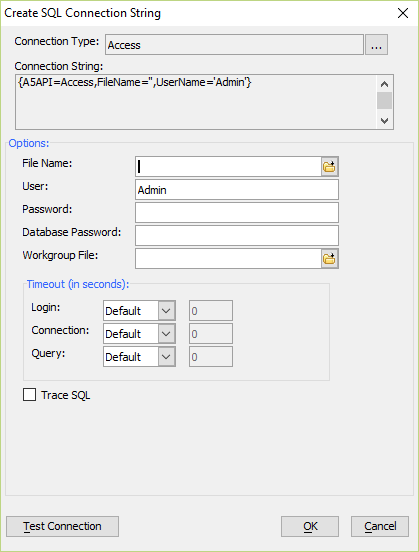 Create SQL Connection String
Connection Type: Access ...
Connection String:
{A5API=Access,FileName='',UserName='Admin'}
Options:
File Name:
User: Admin
Password:
Database Password:
Workgroup File:
Timeout (in seconds):
Login: Default 0
Connection: Default 0
Query: Default 0
Trace SQL
Test Connection OK Cancel